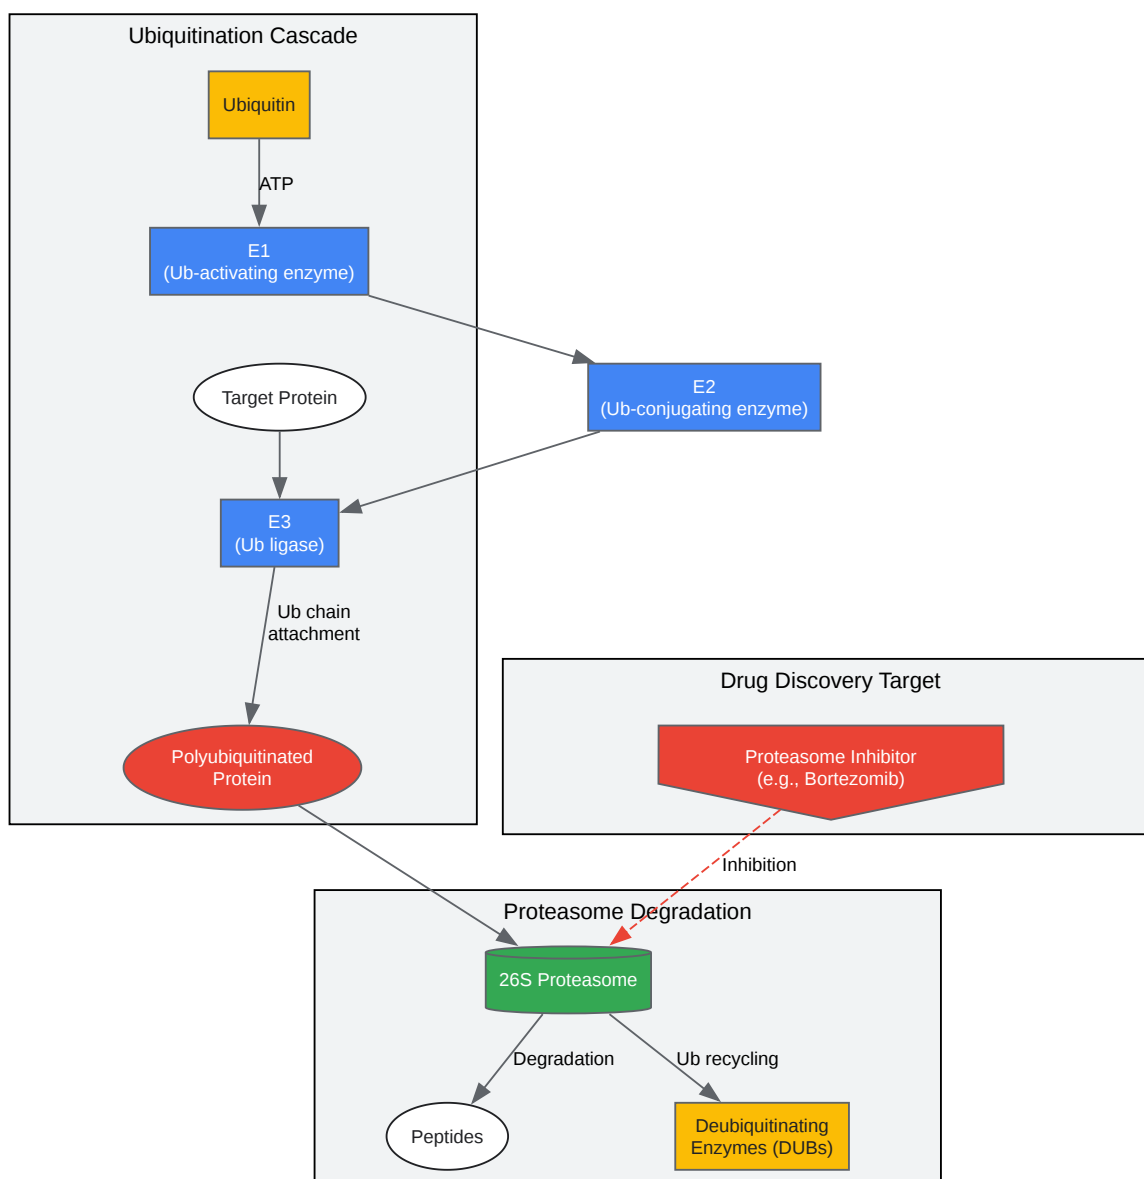 Ubiquitination Cascade
Ubiquitin
ATP
E1
(Ub-activating enzyme)
Target Protein
E2
(Ub-conjugating enzyme)
E3
(Ub ligase)
Ub chain
attachment
Polyubiquitinated
Protein
Drug Discovery Target
Proteasome Inhibitor
(e.g., Bortezomib)
Inhibition
Proteasome Degradation
26S Proteasome
Degradation
Ub recycling
Peptides
Deubiquitinating
Enzymes (DUBs)